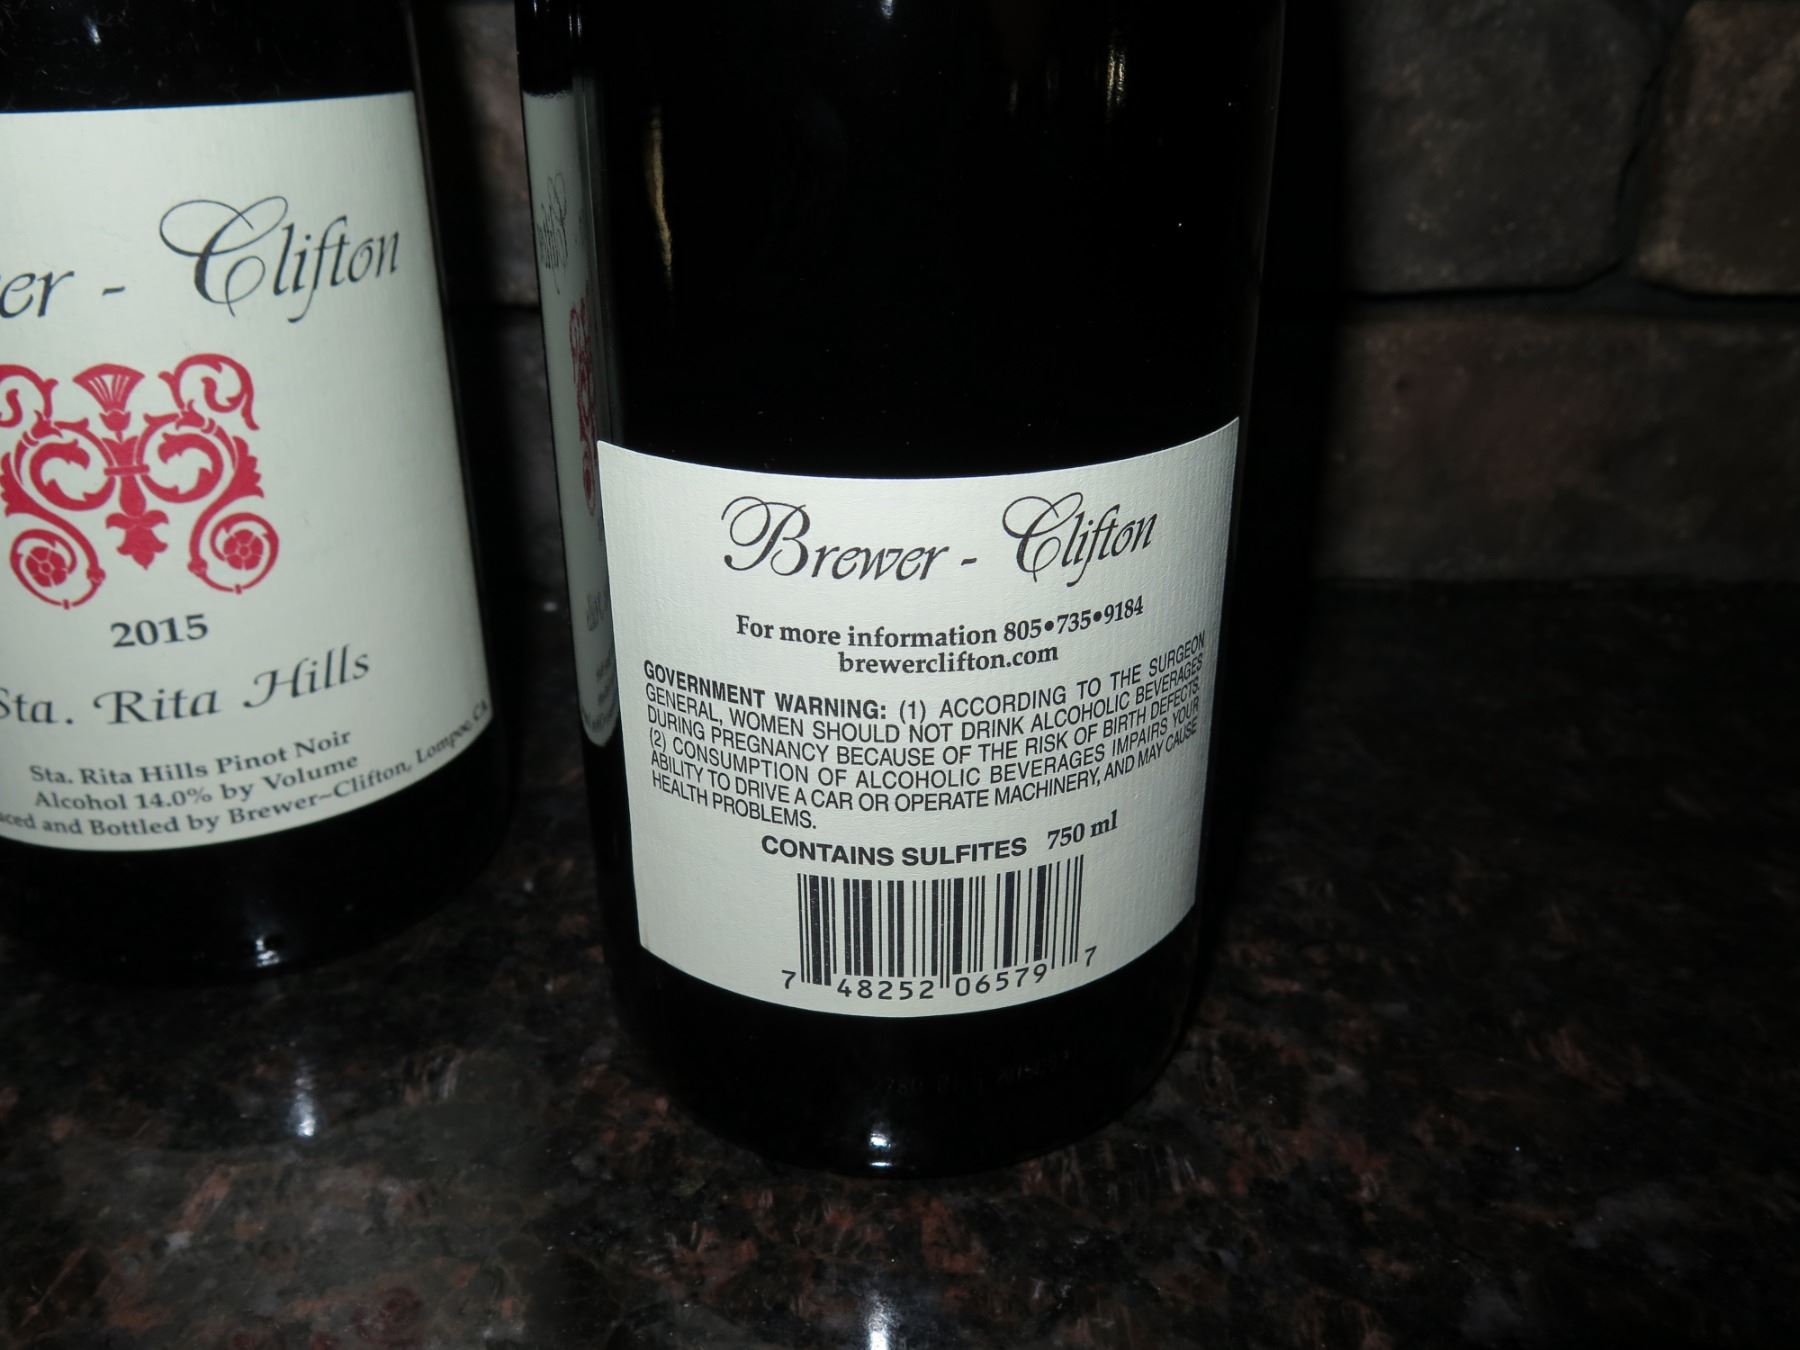 er - Clifton
2015
Sta. Rita Hills
Sta. Rita Hills Pinot Noir
Alcohol 14.0% by Volume
and Bottled by Brewer~Clifton, Lompoc, CA
Brewer - Clifton
For more information 805•735•9184
brewerclifton.com
GOVERNMENT WARNING: (1) ACCORDING TO THE SURGEON
GENERAL, WOMEN SHOULD NOT DRINK ALCOHOLIC BEVERAGES
DURING PREGNANCY BECAUSE OF THE RISK OF BIRTH DEFECTS.
(2) CONSUMPTION OF ALCOHOLIC BEVERAGES IMPAIRS YOUR
ABILITY TO DRIVE A CAR OR OPERATE MACHINERY, AND MAY CAUSE
HEALTH PROBLEMS.
CONTAINS SULFITES 750 ml
7 48252 06579 7